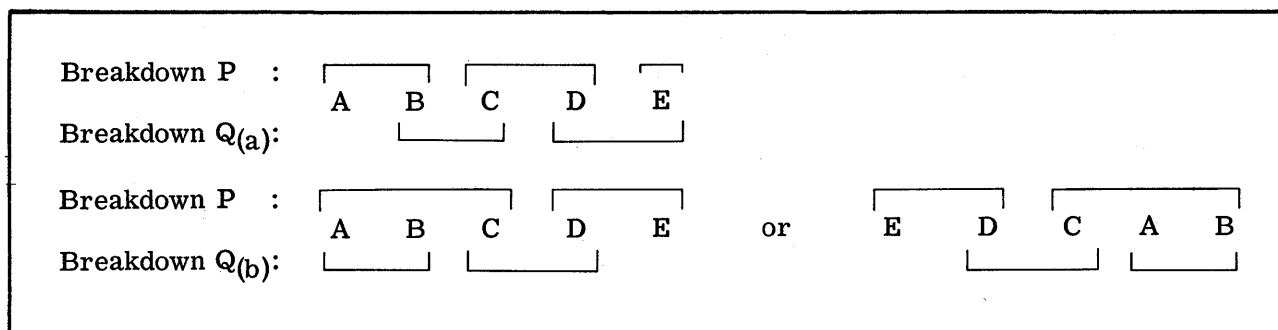 Breakdown P :
A B C D E
Breakdown Q(a):
Breakdown P :
A B C D E or E D C A B
Breakdown Q(b):